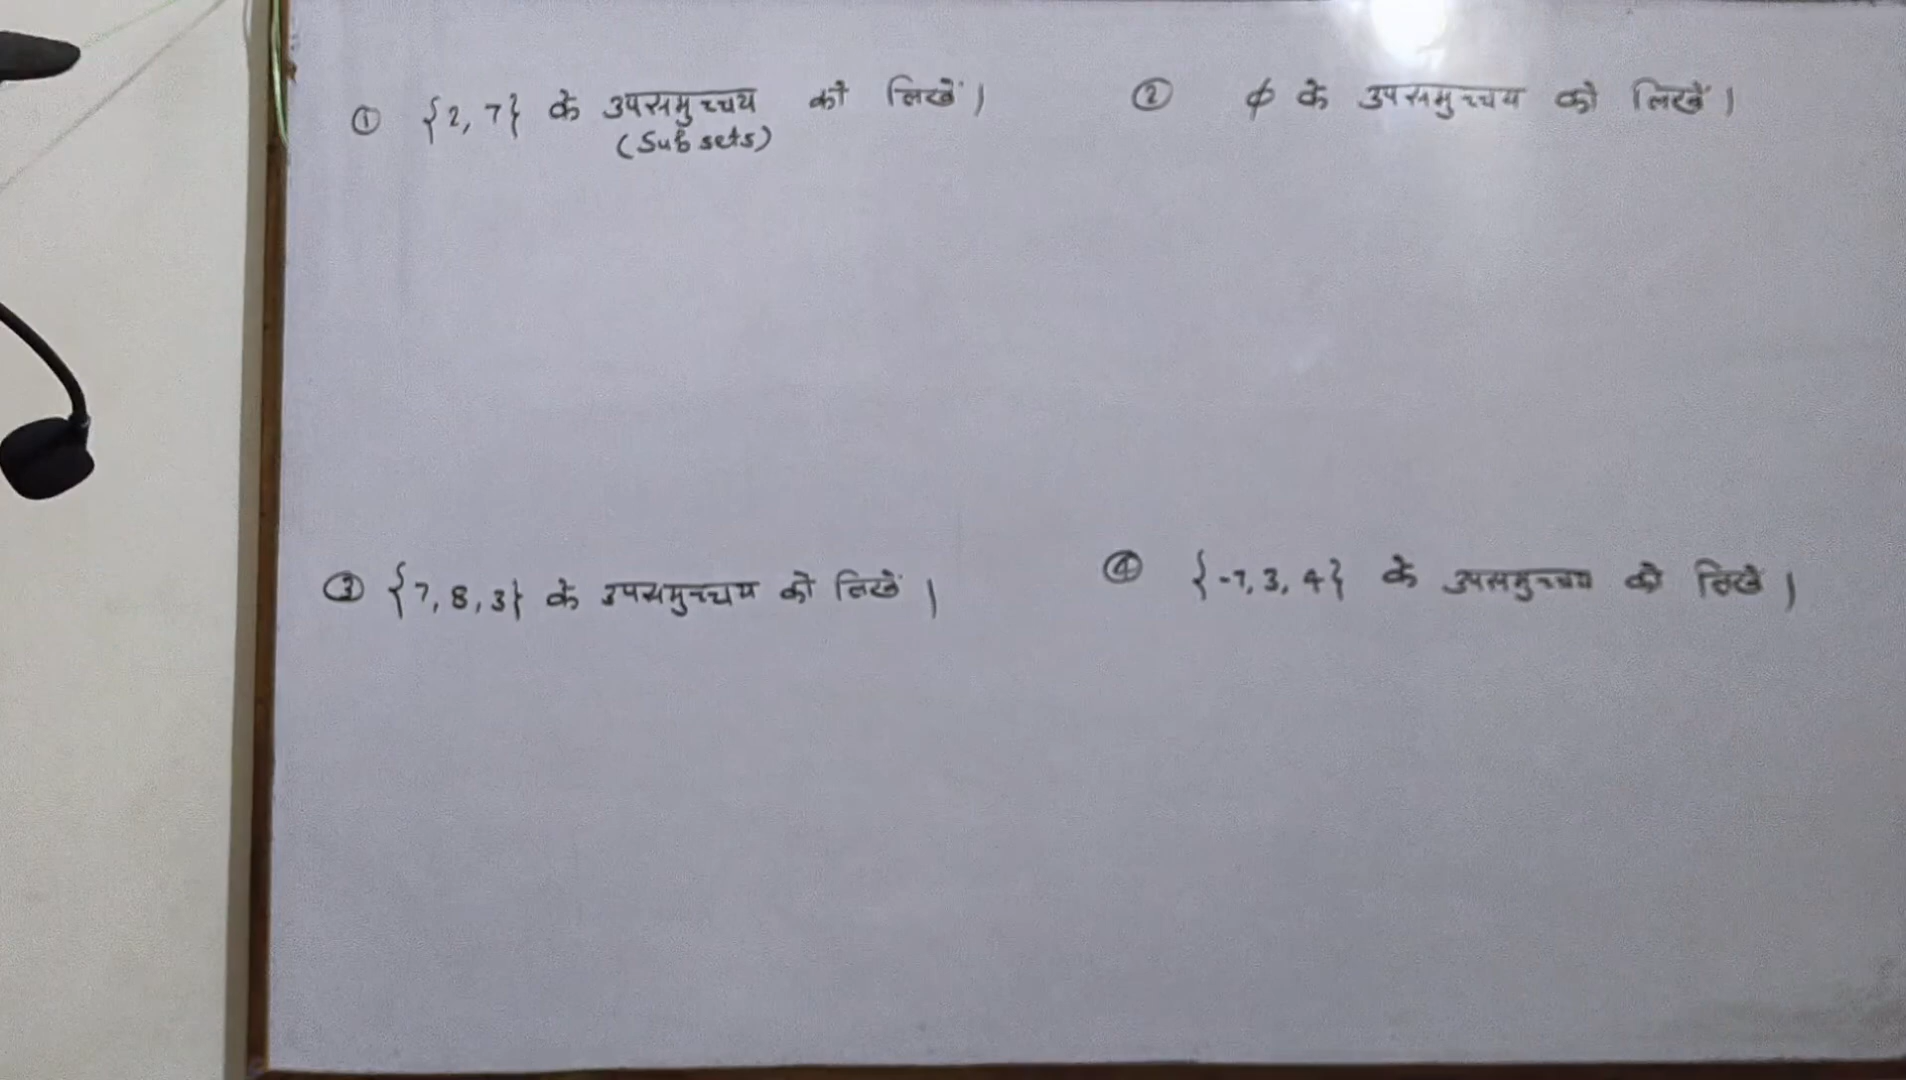 ① {2, 7} के उपसमुच्चय को लिखें।
(Sub sets)
② ϕ के उपसमुच्चय को लिखें।
③ {7, 8, 3} के उपसमुच्चय को लिखें।
④ {-7, 3, 4} के उपसमुच्चय को लिखें।